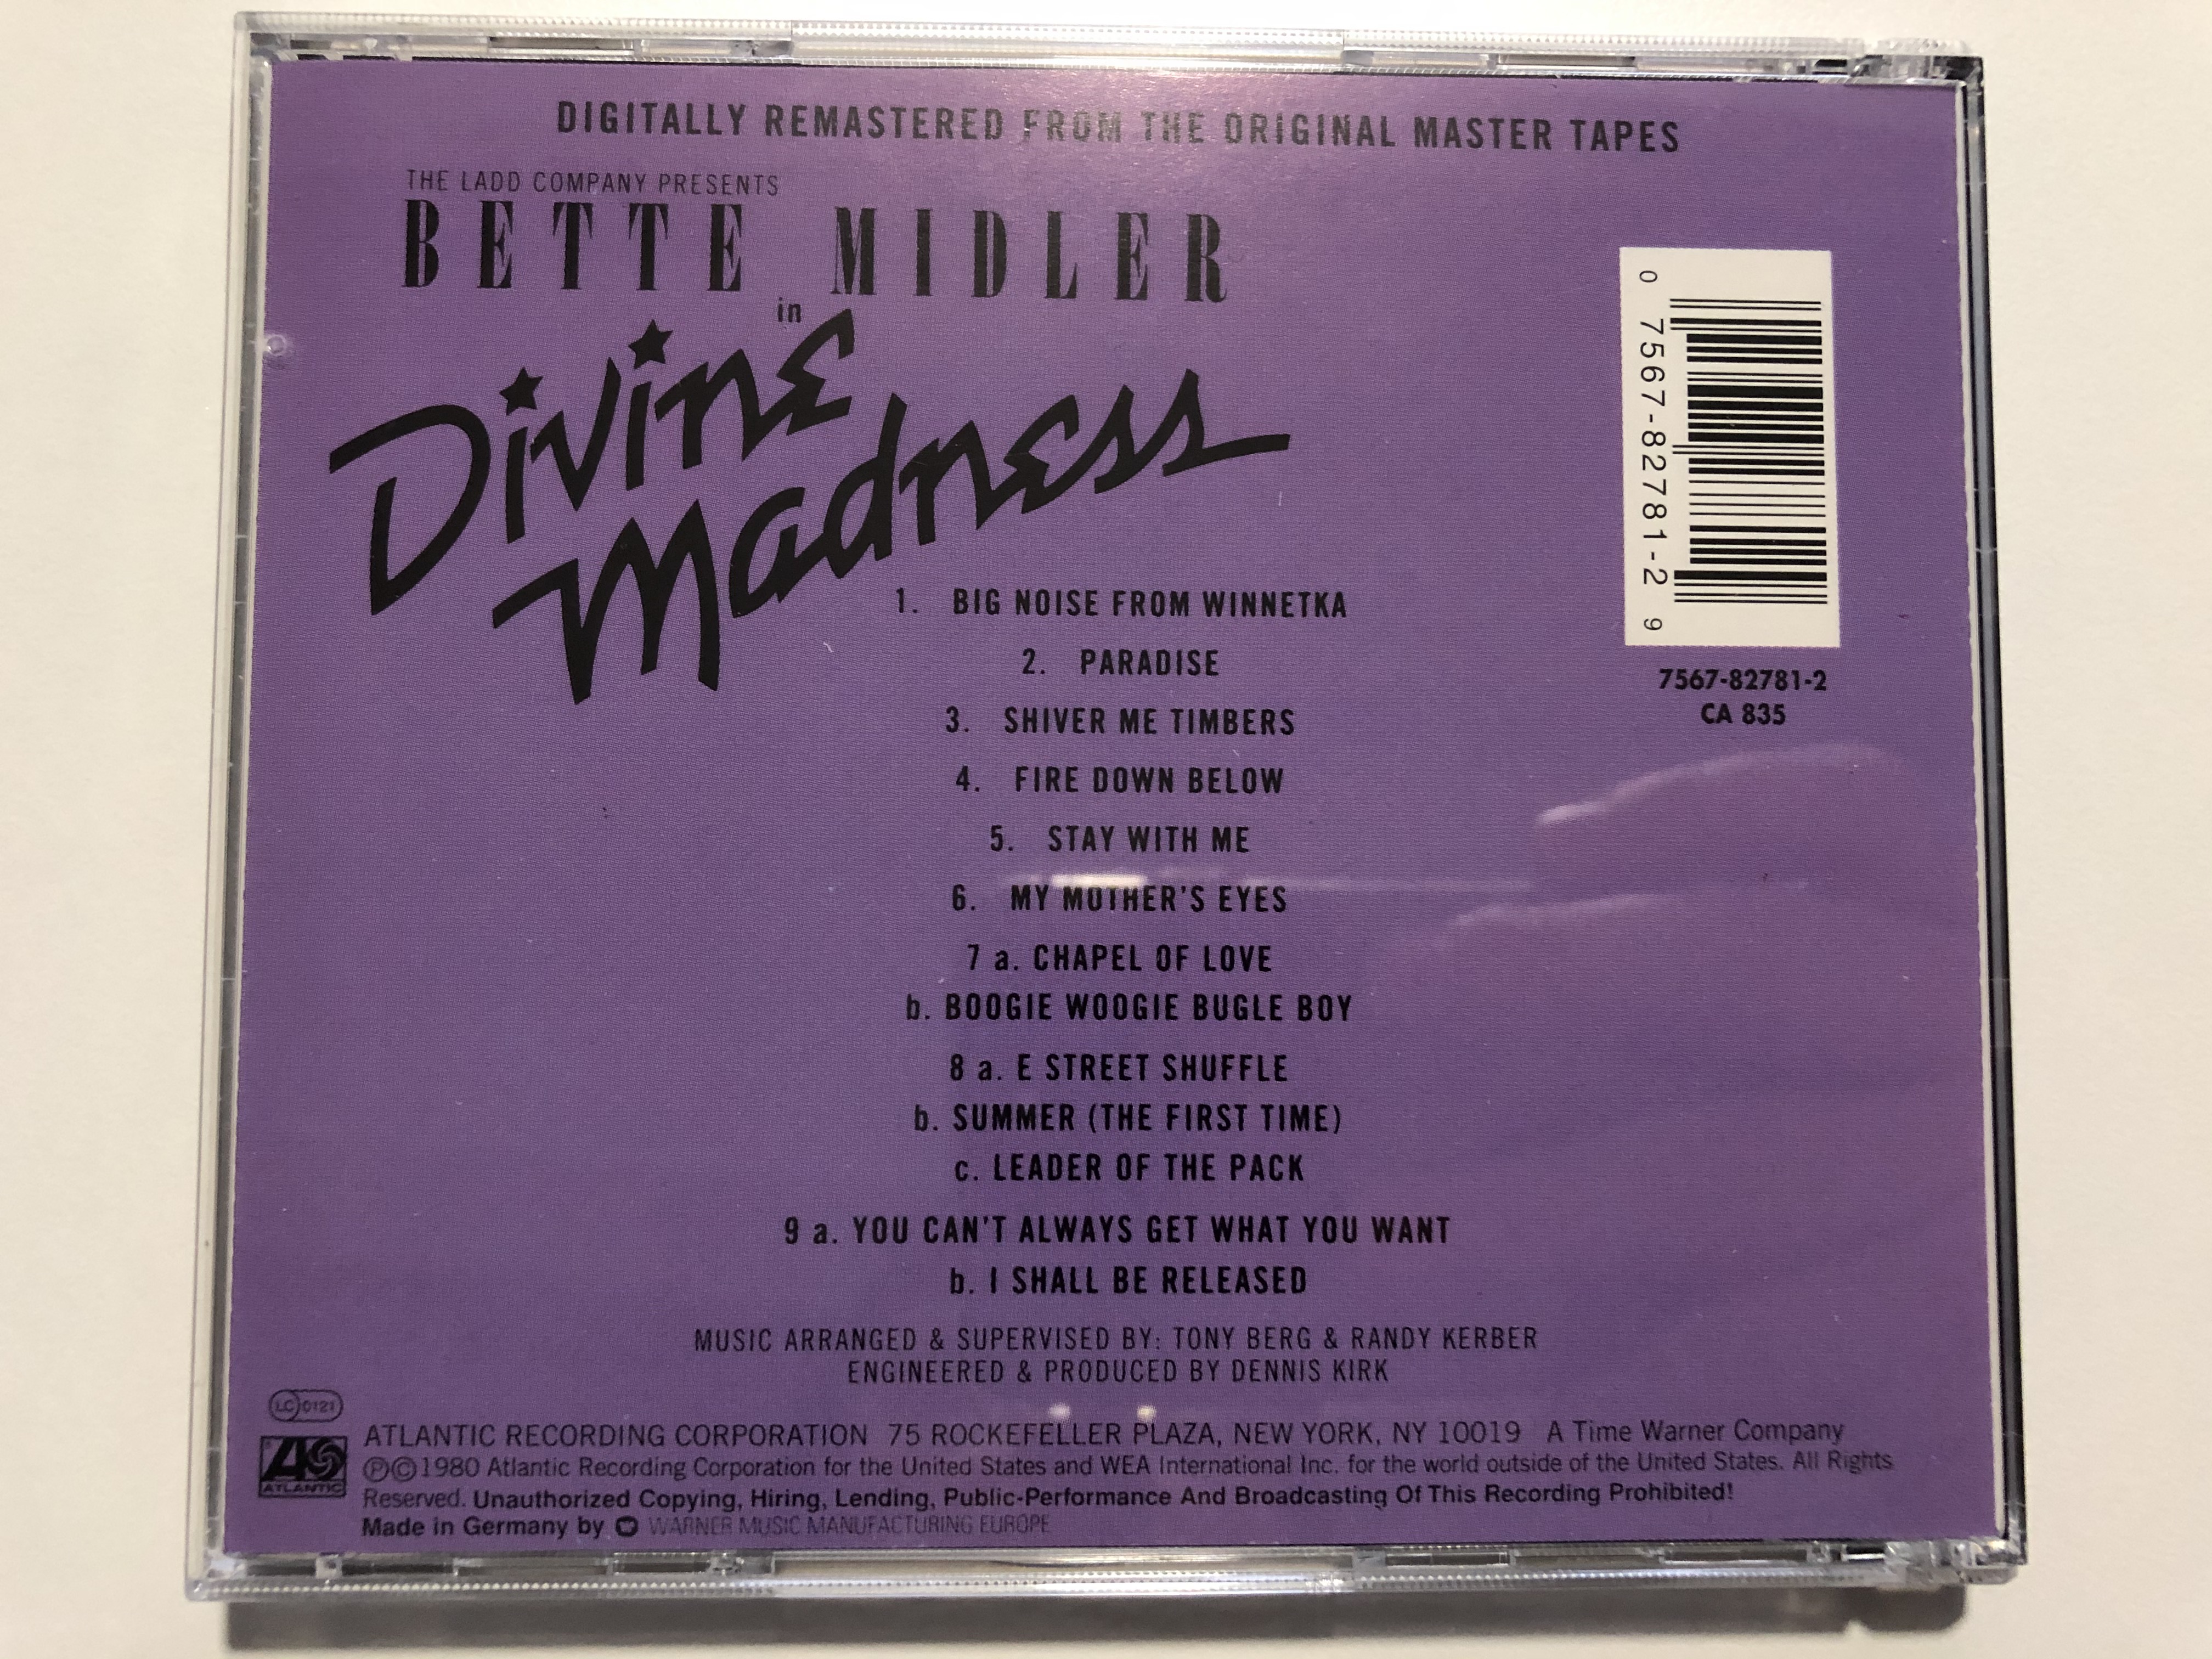 DIGITALLY REMASTERED FROM THE ORIGINAL MASTER TAPES
THE LADD COMPANY PRESENTS
BETTE MIDLER
in
Divine
Madness
0 7567-82781-2 9
7567-82781-2
CA 835
1. BIG NOISE FROM WINNETKA
2. PARADISE
3. SHIVER ME TIMBERS
4. FIRE DOWN BELOW
5. STAY WITH ME
6. MY MOTHER'S EYES
7 a. CHAPEL OF LOVE
b. BOOGIE WOOGIE BUGLE BOY
8 a. E STREET SHUFFLE
b. SUMMER (THE FIRST TIME)
c. LEADER OF THE PACK
9 a. YOU CAN'T ALWAYS GET WHAT YOU WANT
b. I SHALL BE RELEASED
MUSIC ARRANGED & SUPERVISED BY: TONY BERG & RANDY KERBER
ENGINEERED & PRODUCED BY DENNIS KIRK
LC 0121
ATLANTIC
ATLANTIC RECORDING CORPORATION 75 ROCKEFELLER PLAZA, NEW YORK, NY 10019 A Time Warner Company
℗©1980 Atlantic Recording Corporation for the United States and WEA International Inc. for the world outside of the United States. All Rights
Reserved. Unauthorized Copying, Hiring, Lending, Public-Performance And Broadcasting Of This Recording Prohibited!
Made in Germany by WARNER MUSIC MANUFACTURING EUROPE